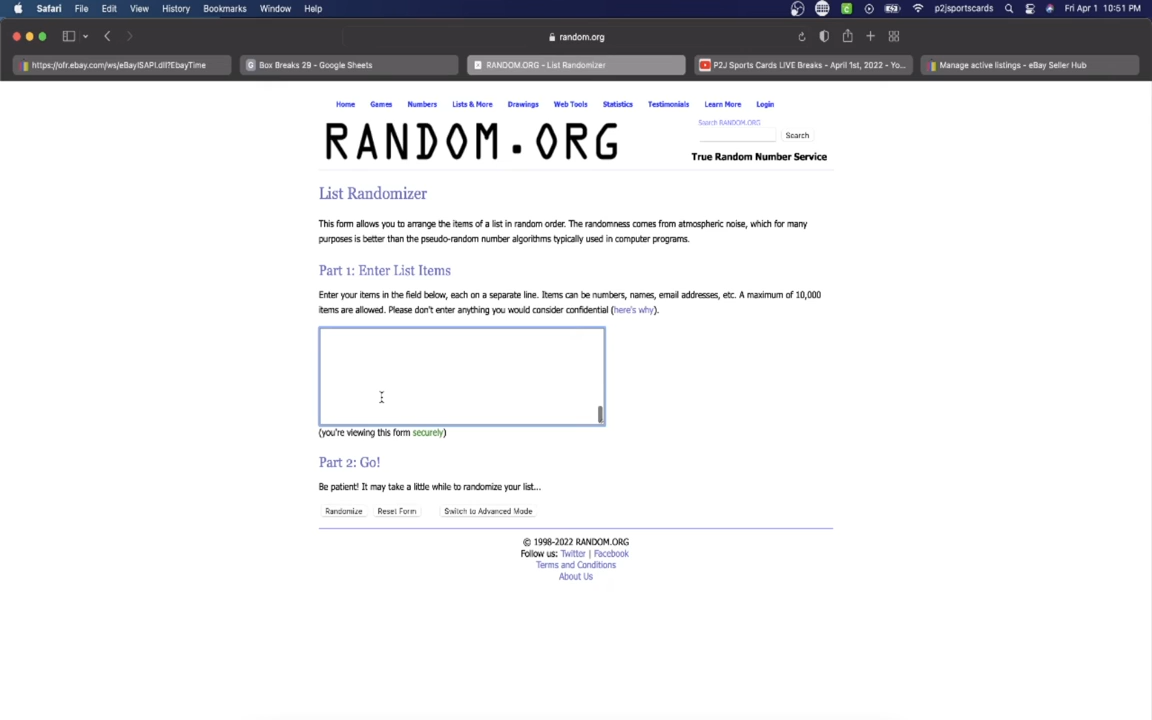 Safari File Edit View History Bookmarks Window Help p2jsportscards Fri Apr 1 10:51 PM
random.org
https://ofr.ebay.com/ws/eBayISAPI.dll?EbayTime
Box Breaks 29 - Google Sheets
RANDOM.ORG - List Randomizer
P2J Sports Cards LIVE Breaks - April 1st, 2022 - Yo...
Manage active listings - eBay Seller Hub
Home Games Numbers Lists & More Drawings Web Tools Statistics Testimonials Learn More Login
Search RANDOM.ORG
RANDOM.ORG
Search
True Random Number Service
List Randomizer
This form allows you to arrange the items of a list in random order. The randomness comes from atmospheric noise, which for many
purposes is better than the pseudo-random number algorithms typically used in computer programs.
Part 1: Enter List Items
Enter your items in the field below, each on a separate line. Items can be numbers, names, email addresses, etc. A maximum of 10,000
items are allowed. Please don't enter anything you would consider confidential (here's why).
(you're viewing this form securely)
Part 2: Go!
Be patient! It may take a little while to randomize your list...
Randomize Reset Form Switch to Advanced Mode
© 1998-2022 RANDOM.ORG
Follow us: Twitter | Facebook
Terms and Conditions
About Us